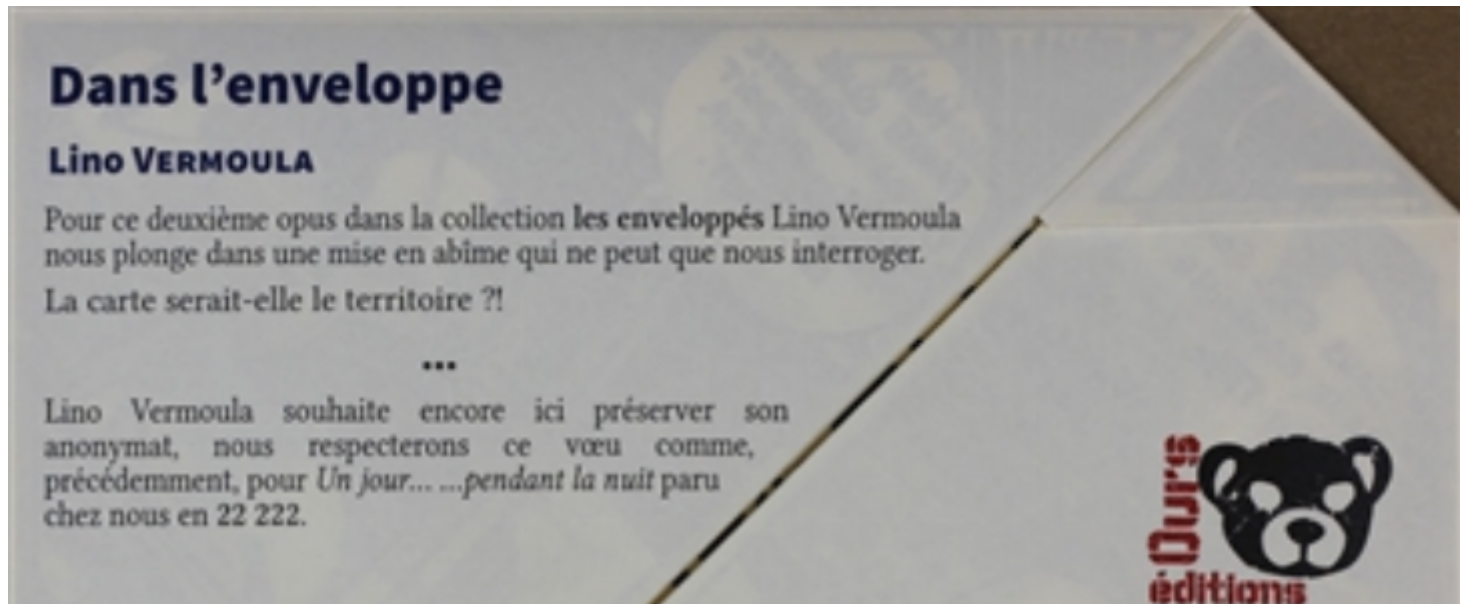 Dans l’enveloppe
Lino VERMOULA
Pour ce deuxième opus dans la collection les enveloppés Lino Vermoula
nous plonge dans une mise en abîme qui ne peut que nous interroger.
La carte serait-elle le territoire ?!
...
Lino Vermoula souhaite encore ici préserver son
anonymat, nous respecterons ce vœu comme,
précédemment, pour Un jour... ...pendant la nuit paru
chez nous en 22 222.
Ours
éditions